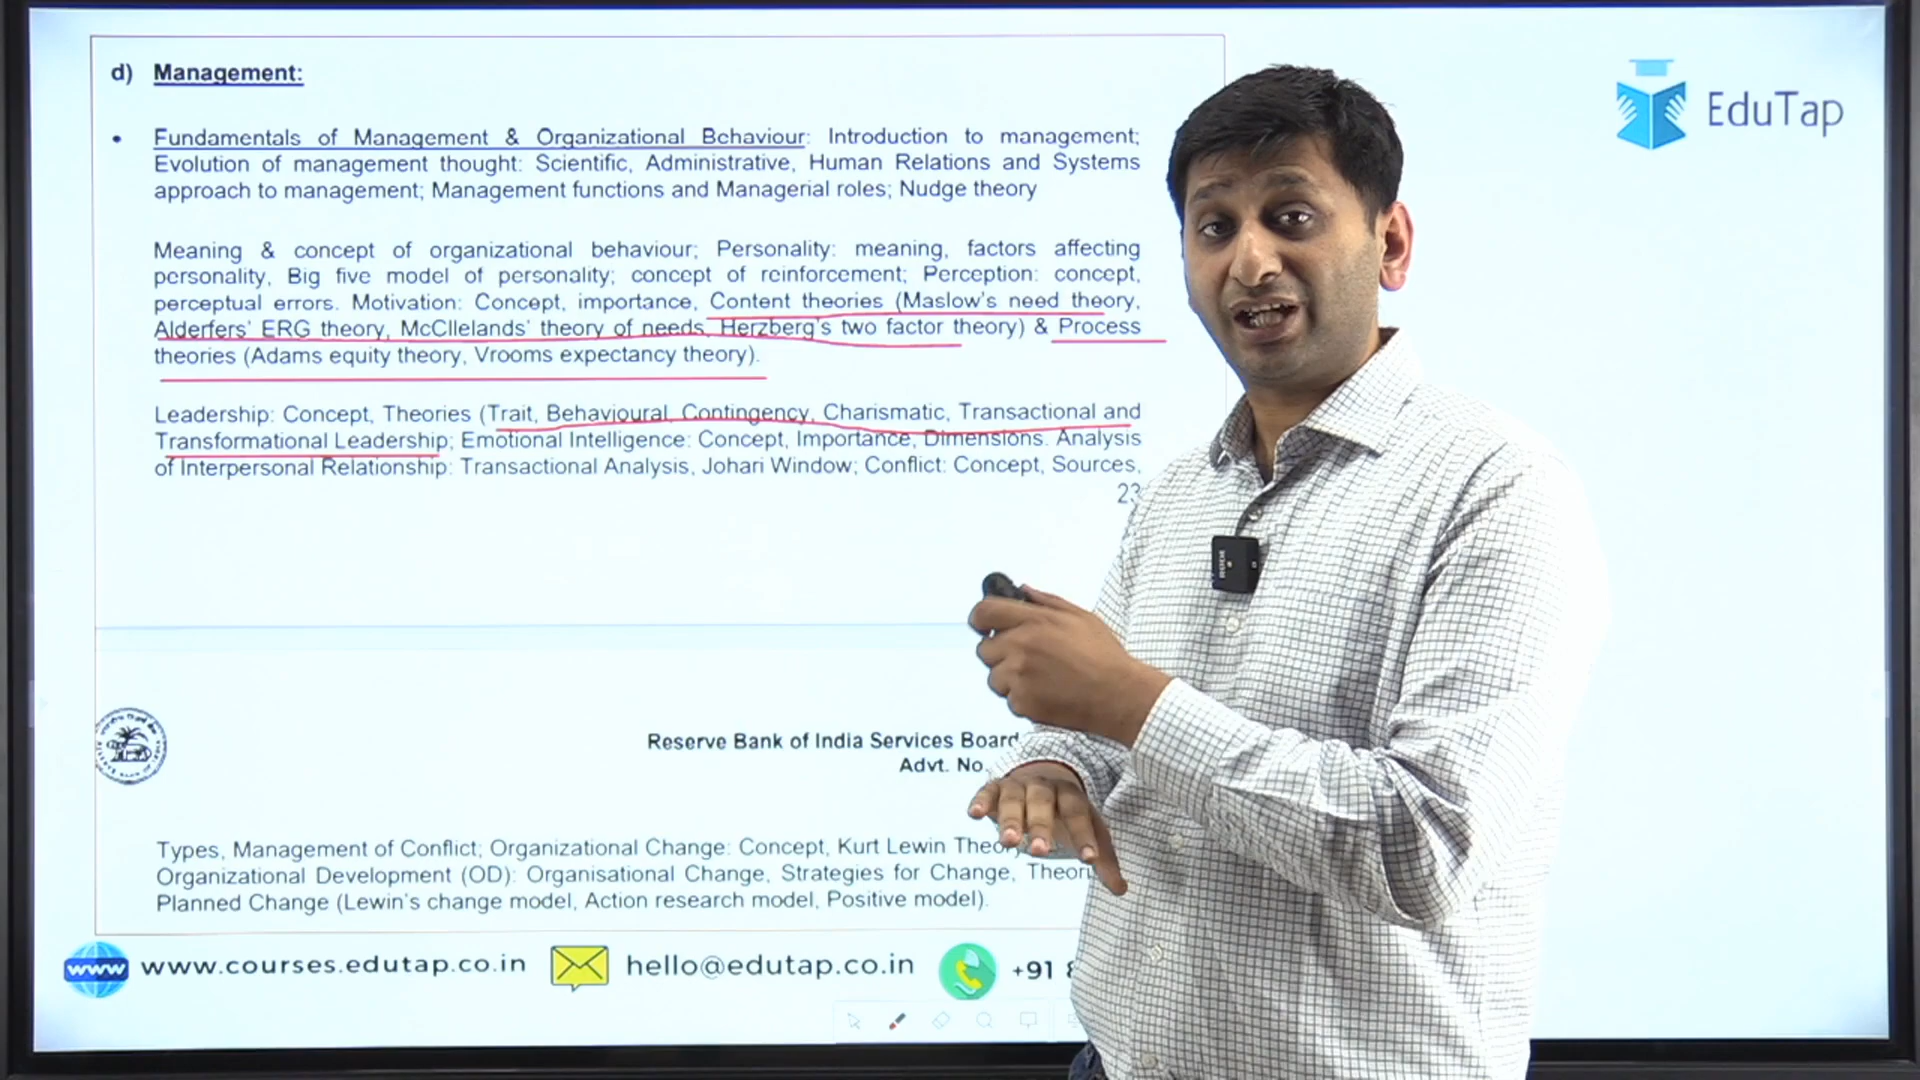 d) Management:
EduTap
• Fundamentals of Management & Organizational Bchaviour: Introduction to management;
Evolution of management thought: Scientific, Administrative, Human Relations and Systems
approach to management; Management functions and Managerial roles; Nudge theory
Meaning & concept of organizational behaviour; Personality: meaning, factors affecting
personality, Big five model of personality; concept of reinforcement; Perception: concept,
perceptual errors. Motivation: Concept, importance, Content theories (Maslow's need theory,
Alderfers' ERG theory, McCllelands' theory of needs, Herzberg's two factor theory) & Process
theories (Adams equity theory, Vrooms expectancy theory).
Leadership: Concept, Theories (Trait, Behavioural, Contingency, Charismatic, Transactional and
Transformational Leadership; Emotional Intelligence: Concept, Importance, Dimensions. Analysis
of Interpersonal Relationship: Transactional Analysis, Johari Window; Conflict: Concept, Sources,
23
Reserve Bank of India Services Board
Advt. No.
Types, Management of Conflict; Organizational Change: Concept, Kurt Lewin Theory
Organizational Development (OD): Organisational Change, Strategies for Change,
Planned Change (Lewin's change model, Action research model, Positive model).
www www.courses.edutap.co.in hello@edutap.co.in +91 8